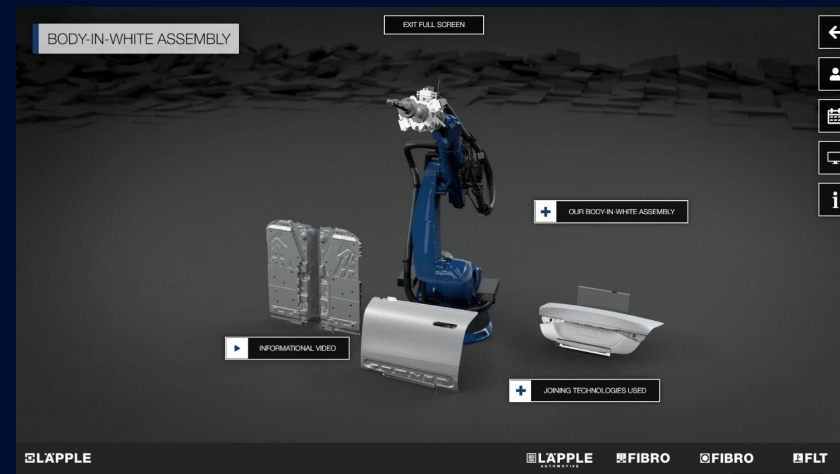 EXIT FULL SCREEN
BODY-IN-WHITE ASSEMBLY
OUR BODY-IN-WHITE ASSEMBLY
INFORMATIONAL VIDEO
JOINING TECHNOLOGIES USED
LÄPPLE
LÄPPLE
AUTOMOTIVE
FIBRO
FIBRO
FLT